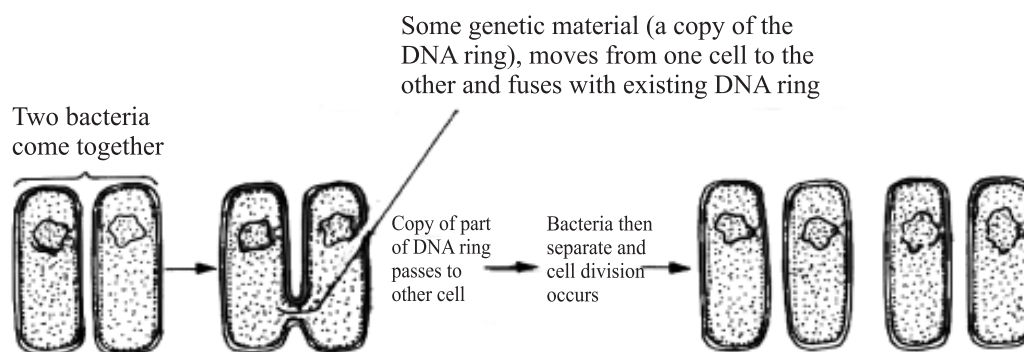 Some genetic material (a copy of the
DNA ring), moves from one cell to the
other and fuses with existing DNA ring
Two bacteria
come together
Copy of part
of DNA ring
passes to
other cell
Bacteria then
separate and
cell division
occurs